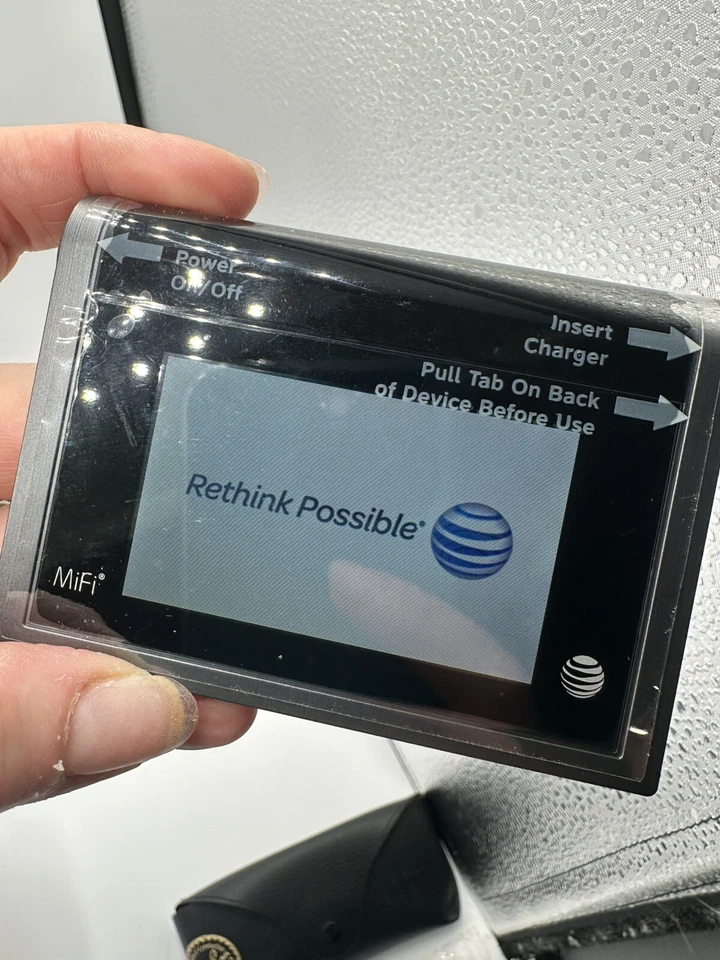 Power
On/Off
Insert
Charger
Pull Tab On Back
of Device Before Use
Rethink Possible®
MiFi®